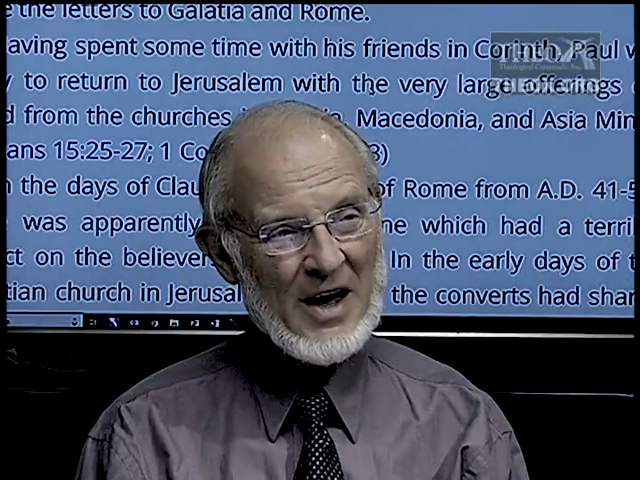 e the letters to Galatia and Rome.
aving spent some time with his friends in Corinth, Paul
to return to Jerusalem with the very large offerings
from the churches Macedonia, and Asia Min
ans 15:25-27; 1 Co 3)
the days of Clau of Rome from A.D. 41-5
was apparently ne which had a terri
ct on the believer In the early days of t
tian church in Jerusal the converts had shar